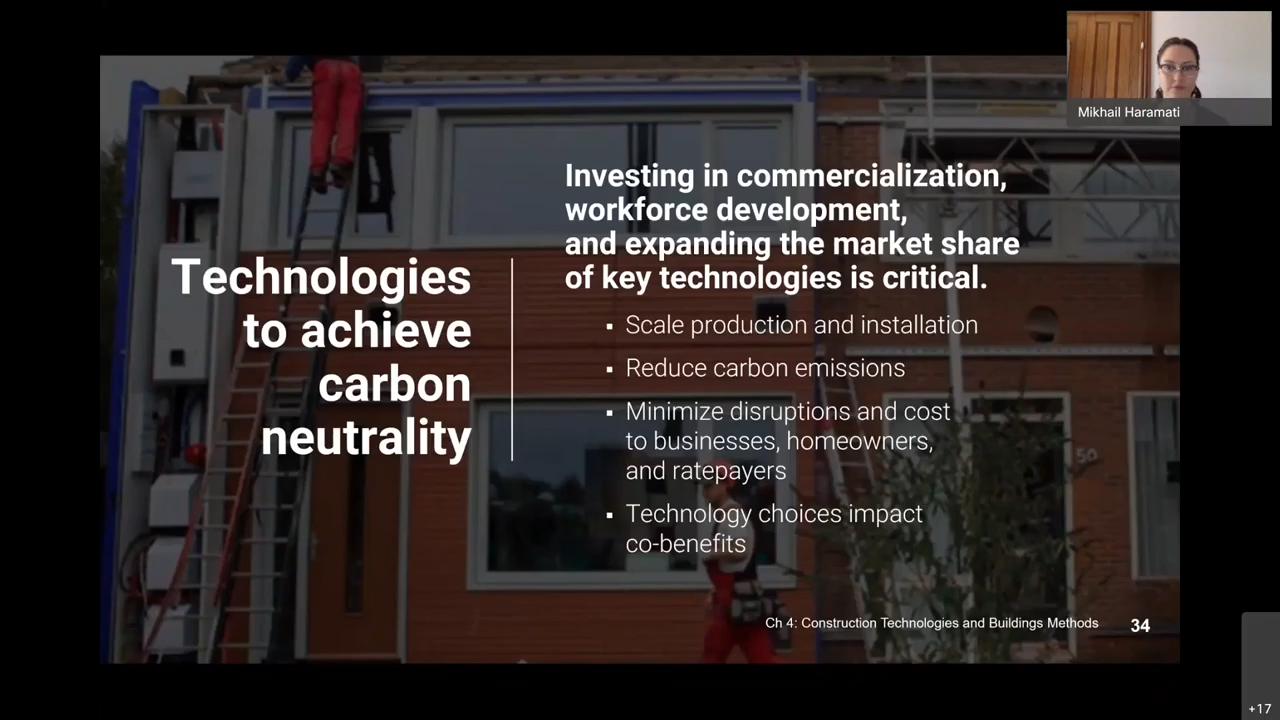 Mikhail Haramati
Technologies
to achieve
carbon
neutrality
Investing in commercialization,
workforce development,
and expanding the market share
of key technologies is critical.
▪ Scale production and installation
▪ Reduce carbon emissions
▪ Minimize disruptions and cost
to businesses, homeowners,
and ratepayers
▪ Technology choices impact
co-benefits
50
Ch 4: Construction Technologies and Buildings Methods
34
+17